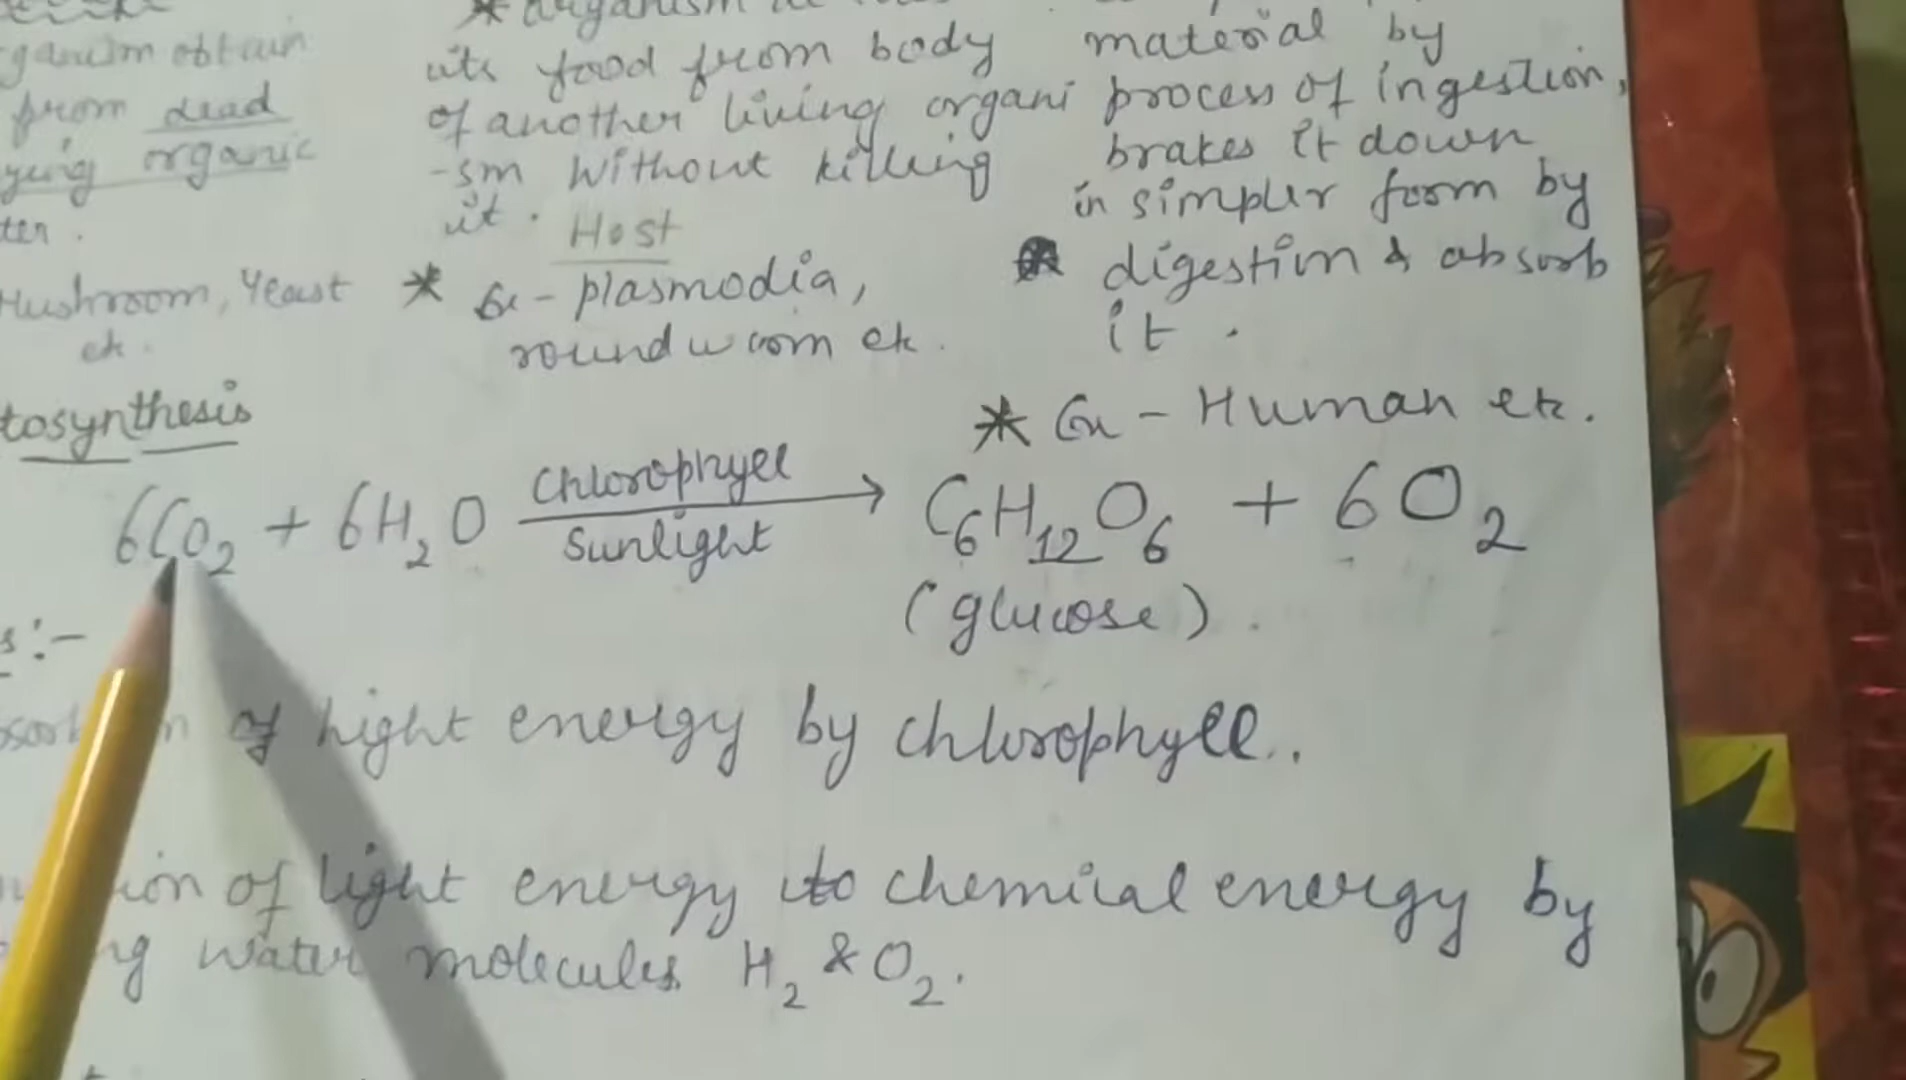 ganism obtain
from dead
ying organic
ter.
Mushroom, Yeast
etc.
* organism
its food from body
of another living organi
-sm without killing
it. Host
* Ex - plasmodia,
roundworm etc.
material by
process of ingestion,
brakes it down
in simpler form by
digestion & absorb
it.
* Ex - Human etc.
tosynthesis
6CO₂ + 6H₂O Chlorophyll Sunlight → C₆H₁₂O₆ + 6O₂
(glucose).
s:-
of light energy by chlorophyll.
ion of light energy to chemical energy by
ng water molecules H₂ & O₂.